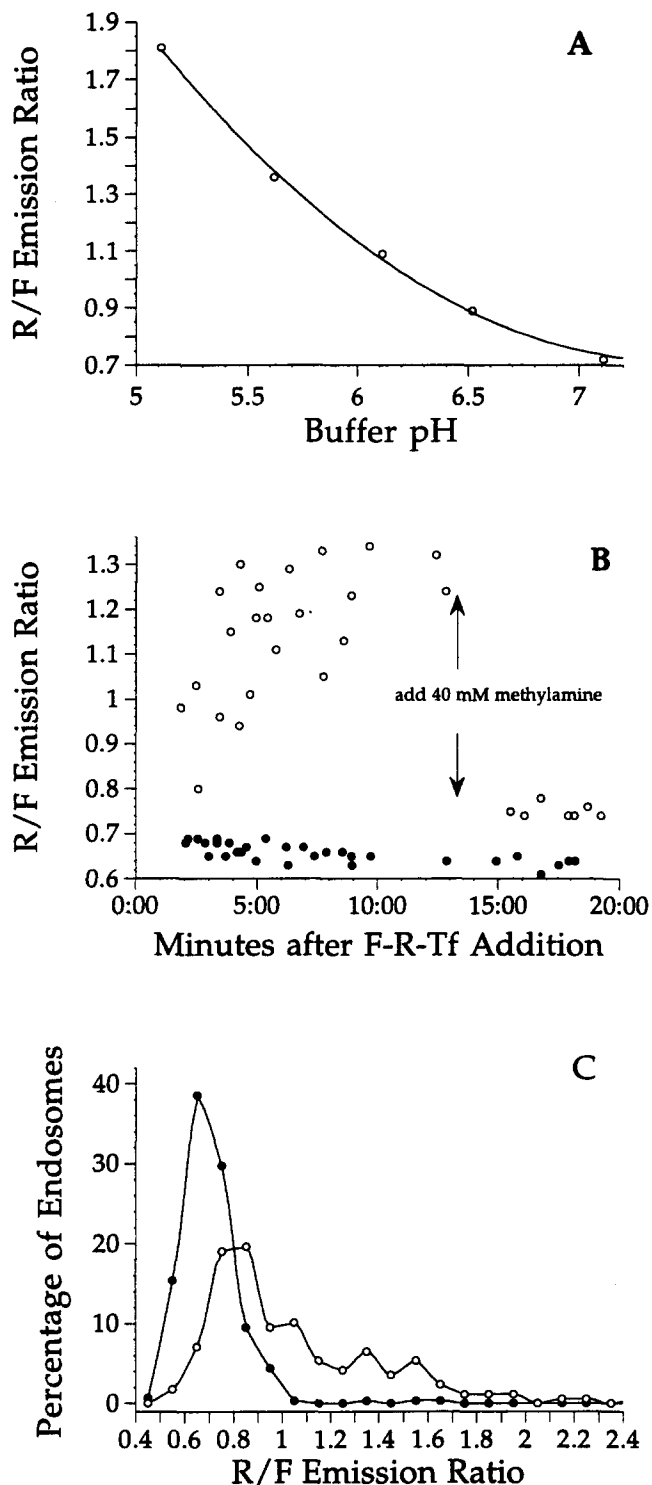 A
R/F Emission Ratio
1.9
1.7
1.5
1.3
1.1
0.9
0.7
5 5.5 6 6.5 7
Buffer pH
B
R/F Emission Ratio
1.3
1.2
1.1
1
0.9
0.8
0.7
0.6
add 40 mM methylamine
0:00 5:00 10:00 15:00 20:00
Minutes after F-R-Tf Addition
C
Percentage of Endosomes
40
30
20
10
0
0.4 0.6 0.8 1 1.2 1.4 1.6 1.8 2 2.2 2.4
R/F Emission Ratio